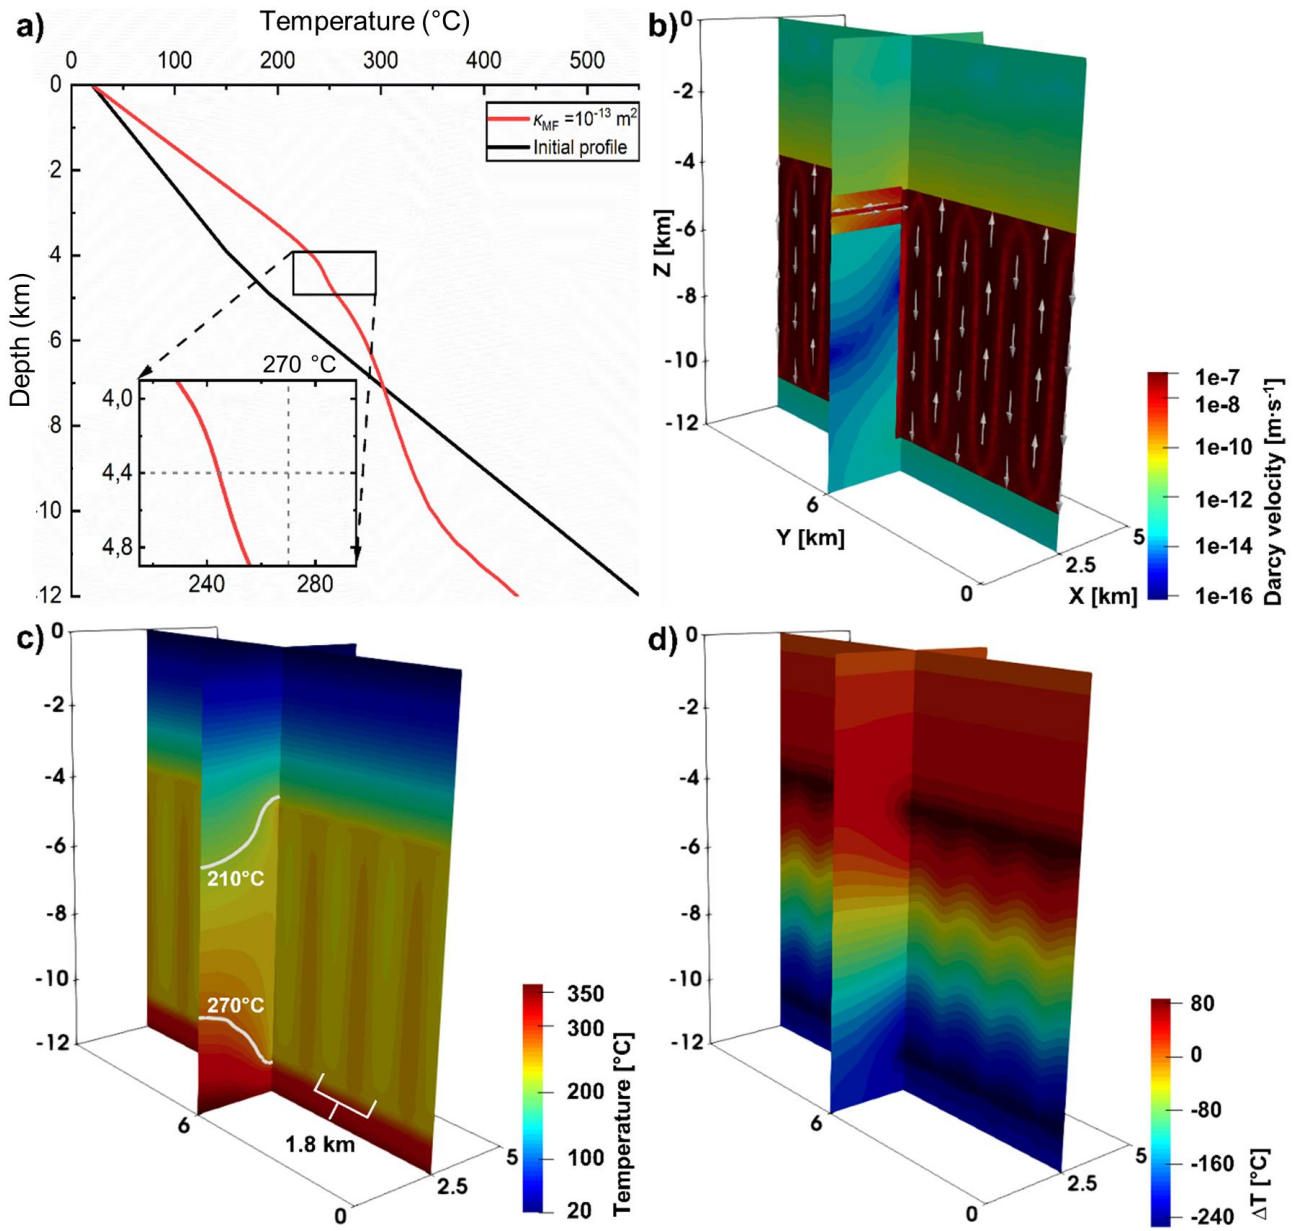 a)
Temperature (°C)
0 100 200 300 400 500
0
2
4
6
8
10
12
Depth (km)
κMF =10-13 m2
Initial profile
270 °C
4,0
4,4
4,8
240 280
b)
0
-2
-4
-6
-8
-10
-12
Z [km]
6
Y [km]
0
X [km]
2.5
5
1e-7
1e-8
1e-10
1e-12
1e-14
1e-16
Darcy velocity [m·s-1]
c)
0
-2
-4
-6
-8
-10
-12
210°C
270°C
1.8 km
6
0
2.5
5
350
300
200
100
20
Temperature [°C]
d)
0
-2
-4
-6
-8
-10
-12
6
0
2.5
5
80
0
-80
-160
-240
ΔT [°C]